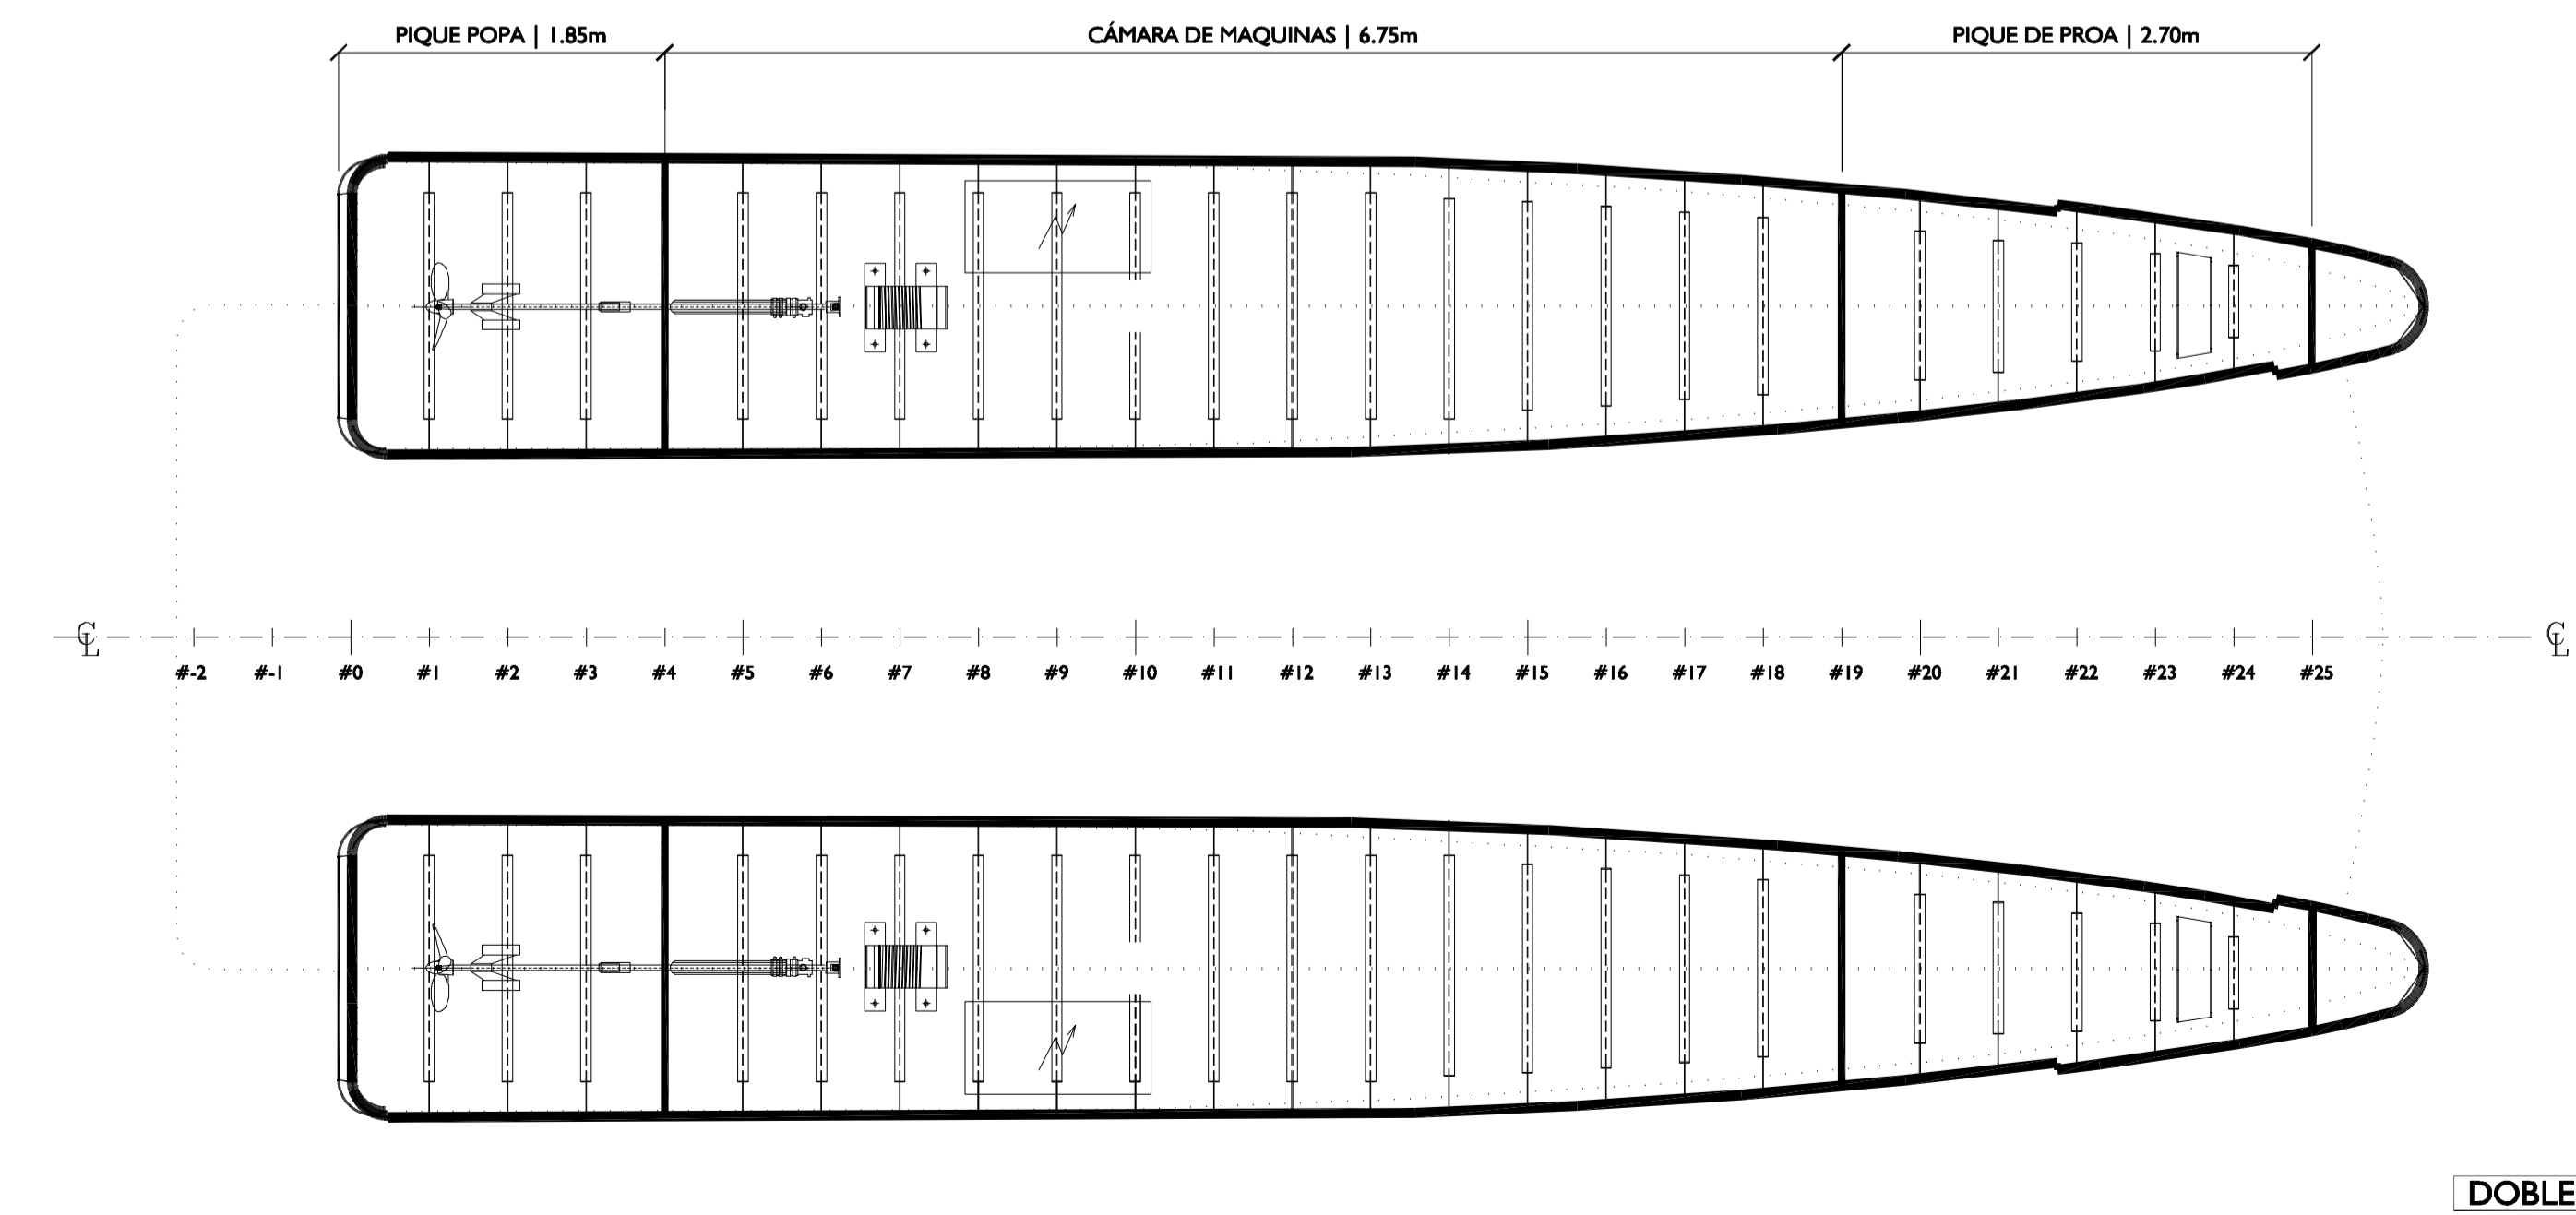 PIQUE POPA | 1.85m
CÁMARA DE MAQUINAS | 6.75m
PIQUE DE PROA | 2.70m
℄ ℄
#-2 #-1 #0 #1 #2 #3 #4 #5 #6 #7 #8 #9 #10 #11 #12 #13 #14 #15 #16 #17 #18 #19 #20 #21 #22 #23 #24 #25
DOBLE